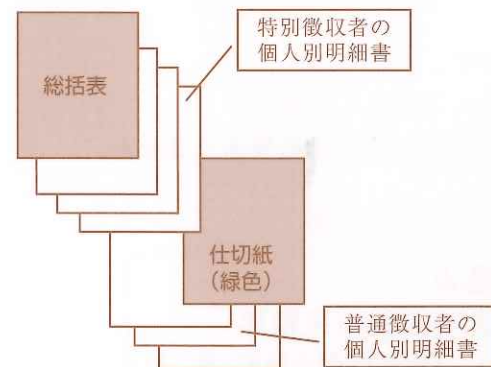 特別徴収者の
個人別明細書
総括表
仕切紙
(緑色)
普通徴収者の
個人別明細書